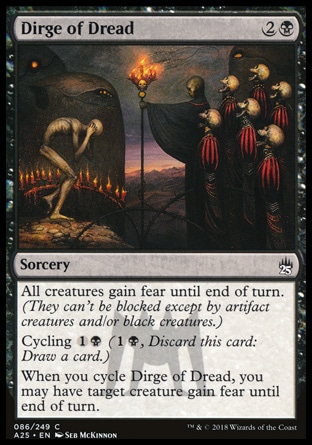 Dirge of Dread 2
Sorcery 25
All creatures gain fear until end of turn.
(They can't be blocked except by artifact
creatures and/or black creatures.)
Cycling 1 (1, Discard this card:
Draw a card.)
When you cycle Dirge of Dread, you
may have target creature gain fear until
end of turn.
086/249 C
A25 • EN Seb McKinnon ™ & © 2018 Wizards of the Coast